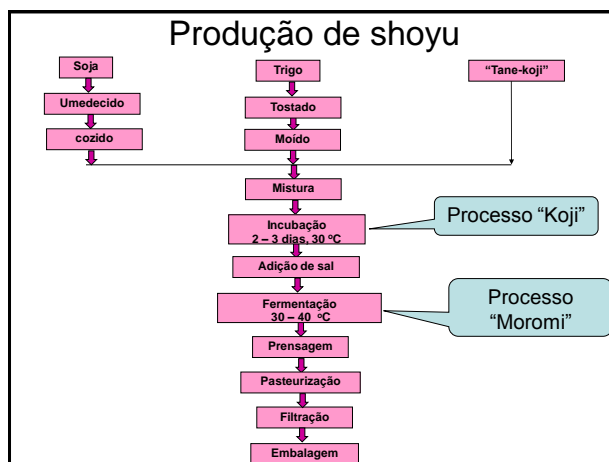 Produção de shoyu
Soja
Trigo
“Tane-koji”
Umedecido
Tostado
cozido
Moído
Mistura
Incubação
2 – 3 dias, 30 ºC
Processo “Koji”
Adição de sal
Fermentação
30 – 40 ºC
Processo
“Moromi”
Prensagem
Pasteurização
Filtração
Embalagem